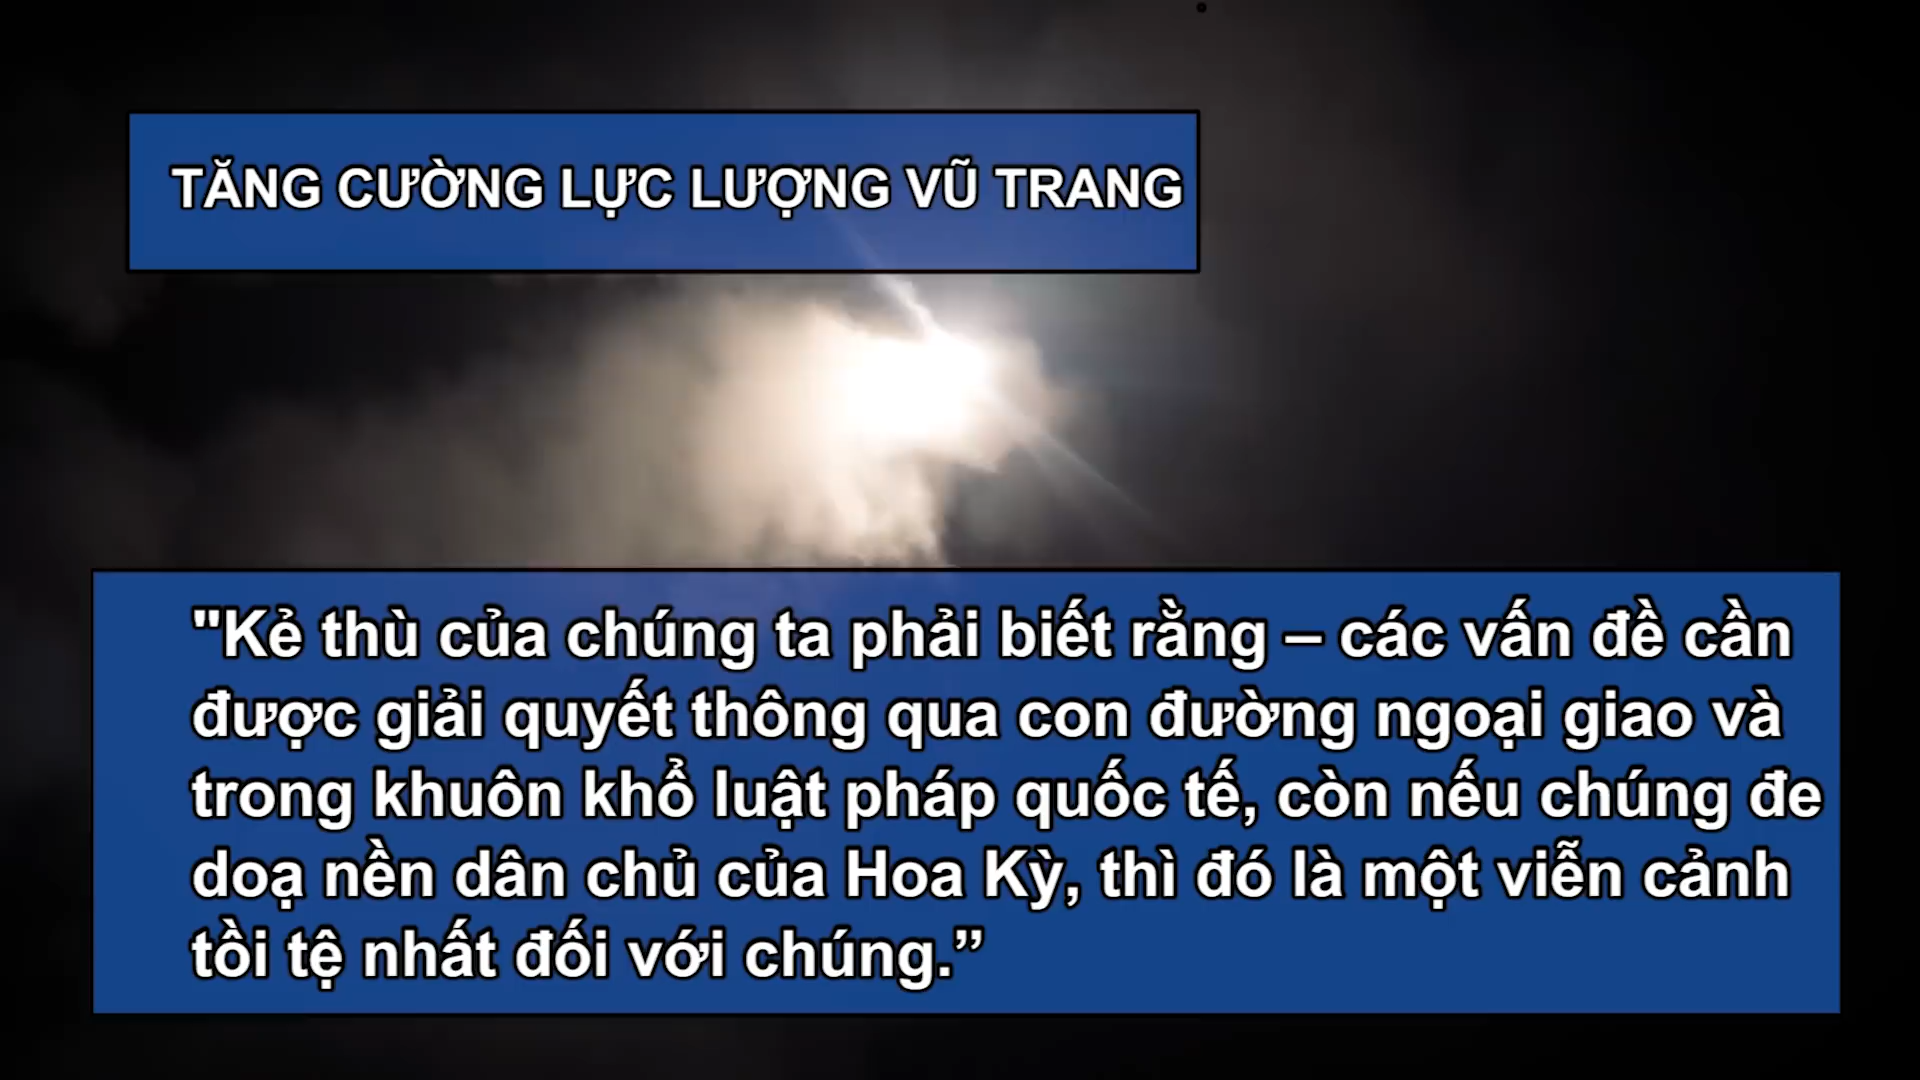 TĂNG CƯỜNG LỰC LƯỢNG VŨ TRANG
"Kẻ thù của chúng ta phải biết rằng – các vấn đề cần
được giải quyết thông qua con đường ngoại giao và
trong khuôn khổ luật pháp quốc tế, còn nếu chúng đe
doạ nền dân chủ của Hoa Kỳ, thì đó là một viễn cảnh
tồi tệ nhất đối với chúng.”